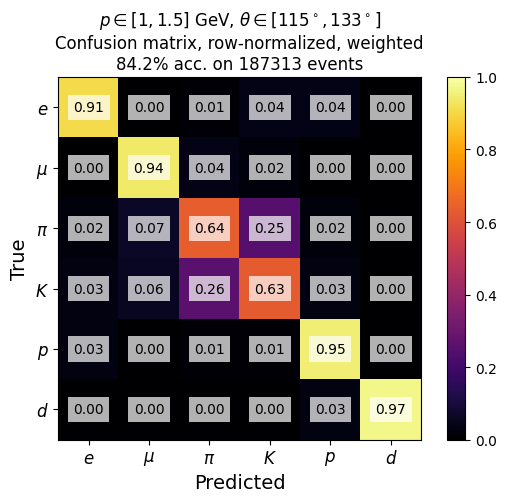 p ∈ [1, 1.5] GeV, θ ∈ [115°, 133°]
Confusion matrix, row-normalized, weighted
84.2% acc. on 187313 events
True
e 0.91 0.00 0.01 0.04 0.04 0.00
μ 0.00 0.94 0.04 0.02 0.00 0.00
π 0.02 0.07 0.64 0.25 0.02 0.00
K 0.03 0.06 0.26 0.63 0.03 0.00
p 0.03 0.00 0.01 0.01 0.95 0.00
d 0.00 0.00 0.00 0.00 0.03 0.97
e μ π K p d
Predicted
1.0
0.8
0.6
0.4
0.2
0.0